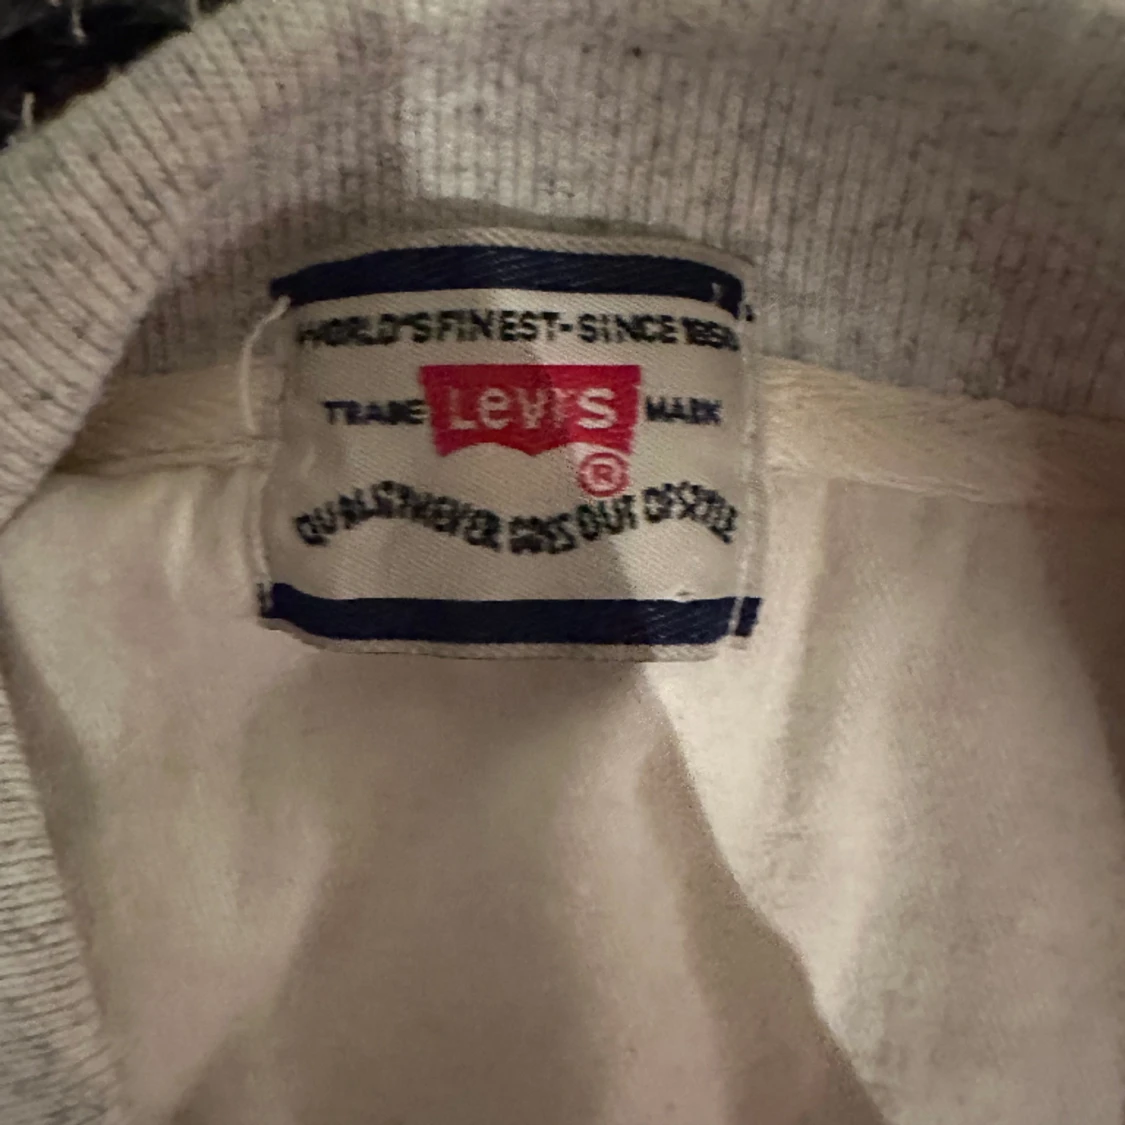 WORLD'S FINEST-SINCE 1850
TRADE Levi's MARK
®
QUALITY NEVER GOES OUT OF STYLE